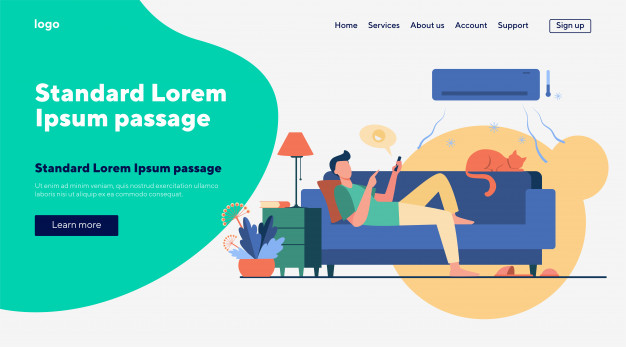 logo
Home Services About us Account Support Sign up
Standard Lorem
Ipsum passage
Standard Lorem Ipsum passage
Ut enim ad minim veniam, quis nostrud exercitation ullamco
laboris nisi ut aliquip ex ea commodo consequat.
Learn more